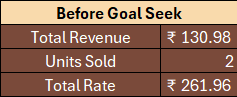 Before Goal Seek
Total Revenue ₹ 130.98
Units Sold 2
Total Rate ₹ 261.96